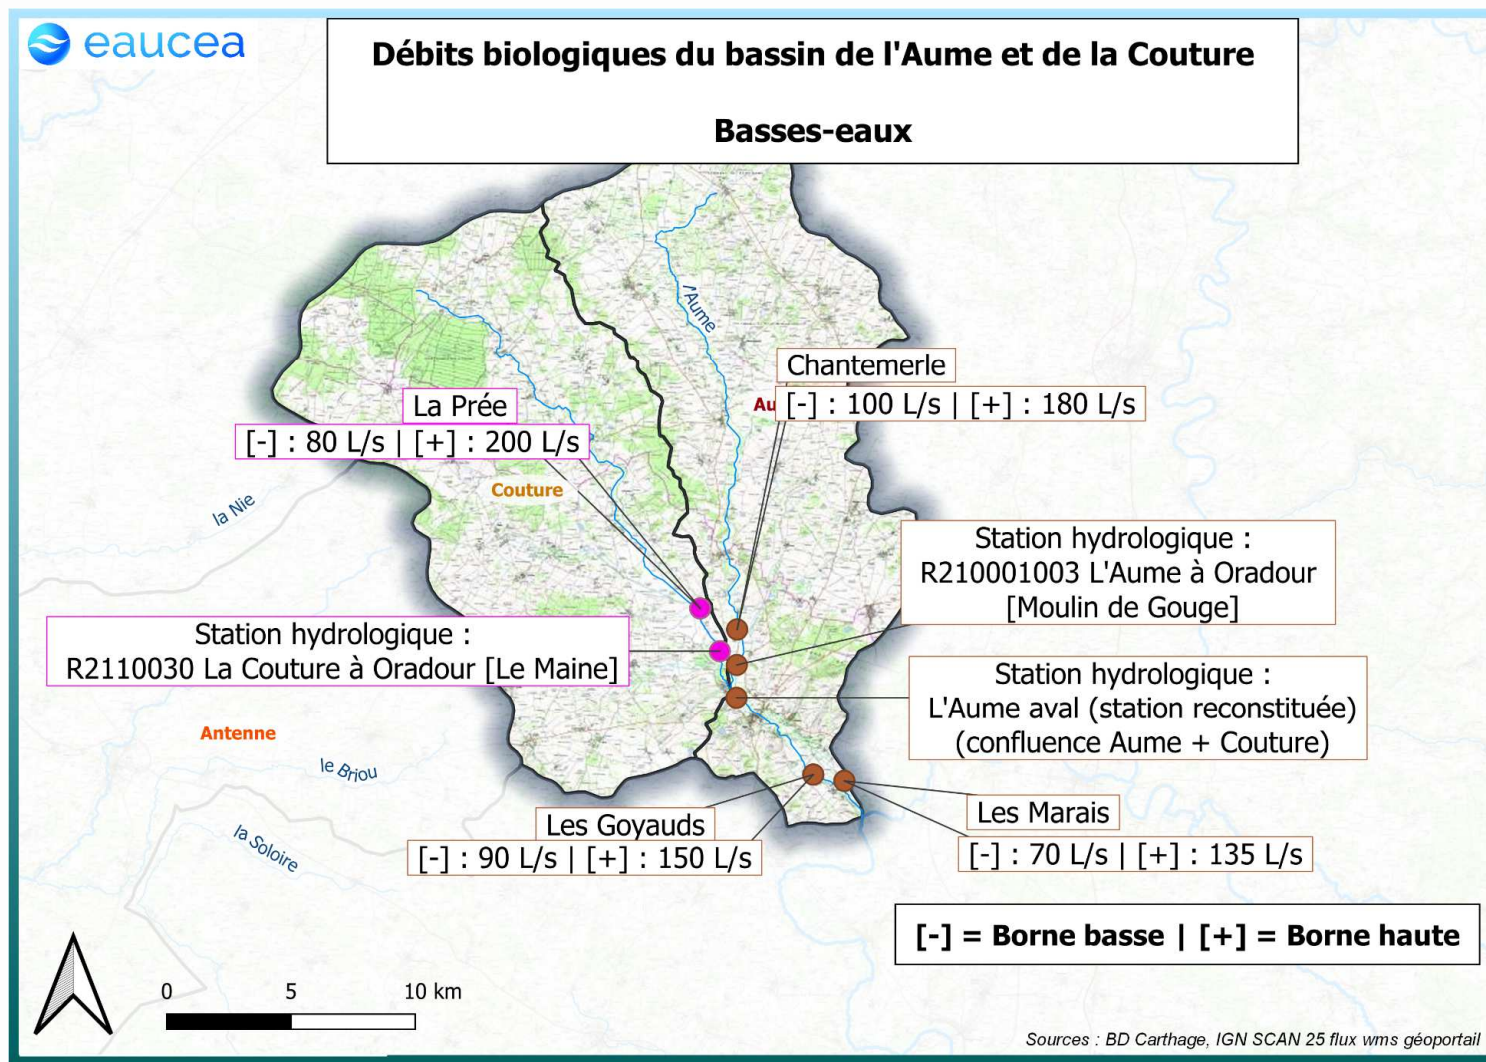 eaucea
Débits biologiques du bassin de l'Aume et de la Couture
Basses-eaux
l'Aume
Chantemerle
Au
[-] : 100 L/s | [+] : 180 L/s
La Prée
[-] : 80 L/s | [+] : 200 L/s
Couture
la Nie
Station hydrologique :
R210001003 L'Aume à Oradour
[Moulin de Gouge]
Station hydrologique :
R2110030 La Couture à Oradour [Le Maine]
Station hydrologique :
L'Aume aval (station reconstituée)
(confluence Aume + Couture)
Antenne
le Briou
la Soloire
Les Goyauds
[-] : 90 L/s | [+] : 150 L/s
Les Marais
[-] : 70 L/s | [+] : 135 L/s
[-] = Borne basse | [+] = Borne haute
0 5 10 km
Sources : BD Carthage, IGN SCAN 25 flux wms géoportail